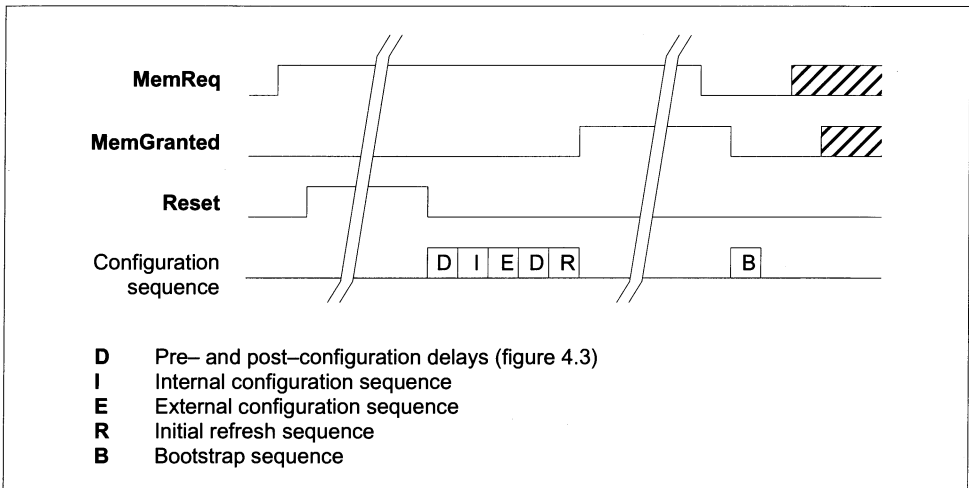 MemReq
MemGranted
Reset
Configuration
sequence
D I E D R
B
D Pre– and post–configuration delays (figure 4.3)
I Internal configuration sequence
E External configuration sequence
R Initial refresh sequence
B Bootstrap sequence